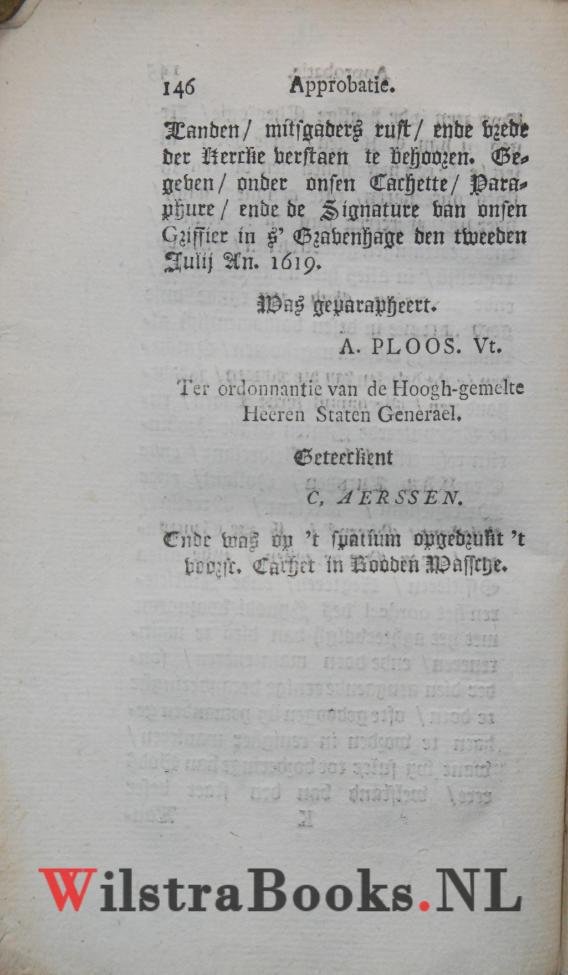 146 Approbatie.
Landen/ mitsgaders rust/ ende vrede
der Kercke verstaen te behooren. Ge-
geven/ onder onsen Cachette/ Para-
phure/ ende de Signature van onsen
Griffier in s' Gravenhage den tweeden
Julij An. 1619.
Was geparapheert.
A. PLOOS. Vt.
Ter ordonnantie van de Hoogh-gemelte
Heeren Staten Generael.
Geteeckent
C, AERSSEN.
Ende was op 't spatium opgedrukt 't
voorsc. Cachet in Rooden Wassche.
WilstraBooks.NL